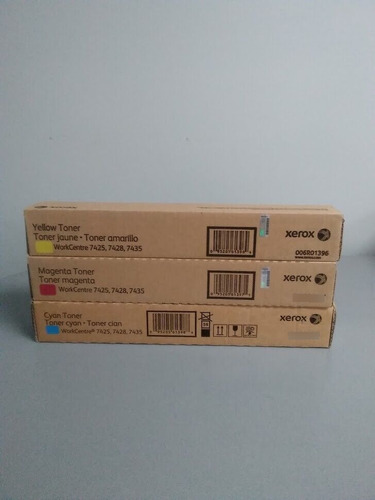 Yellow Toner
Toner jaune • Toner amarillo
WorkCentre 7425, 7428, 7435
xerox
006R01396
Magenta Toner
Toner magenta
WorkCentre 7425, 7428, 7435
xerox
Cyan Toner
Toner cyan • Toner cian
WorkCentre® 7425, 7428, 7435
xerox